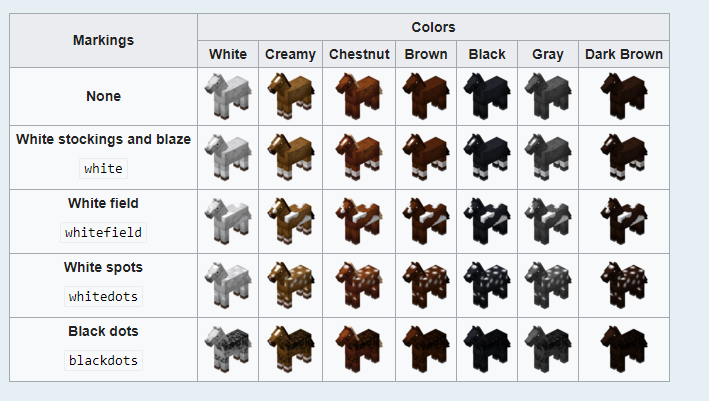 Markings
Colors
White Creamy Chestnut Brown Black Gray Dark Brown
None
White stockings and blaze
white
White field
whitefield
White spots
whitedots
Black dots
blackdots